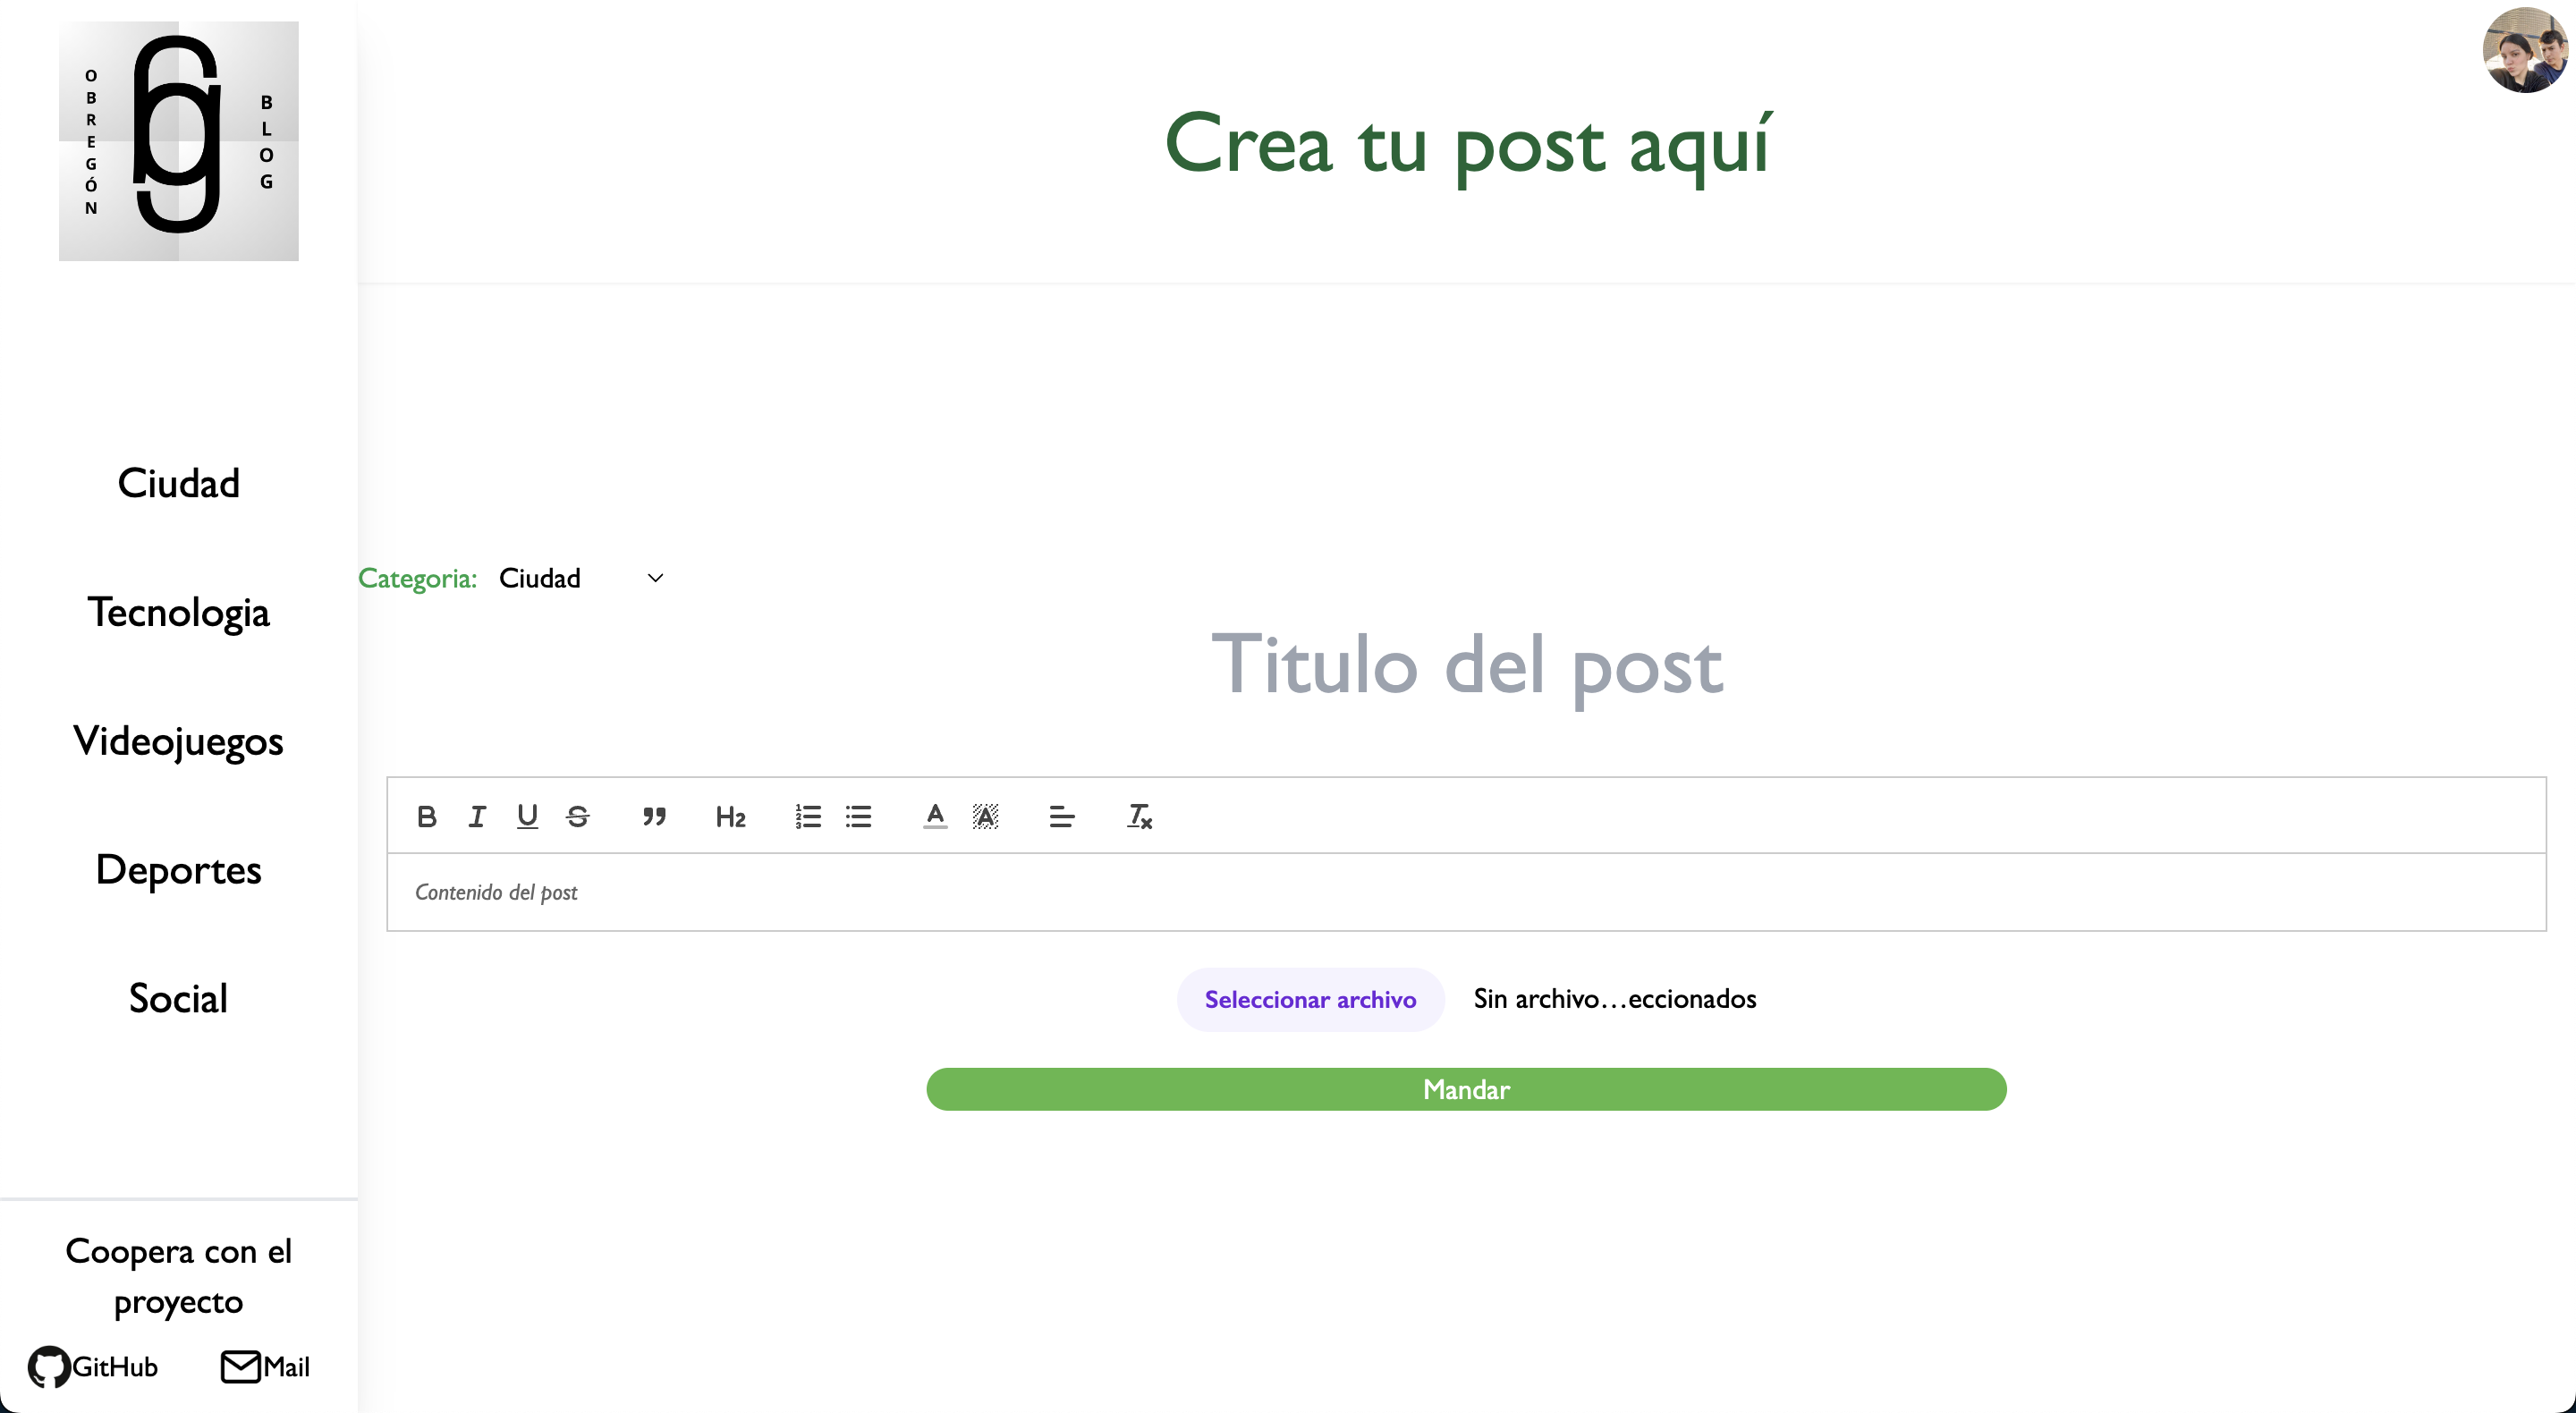 OBREGÓN
BLOG
Crea tu post aquí
Ciudad
Tecnologia
Videojuegos
Deportes
Social
Coopera con el
proyecto
GitHub Mail
Categoria: Ciudad
Titulo del post
B I U S H2 A A
Contenido del post
Seleccionar archivo Sin archivo…eccionados
Mandar